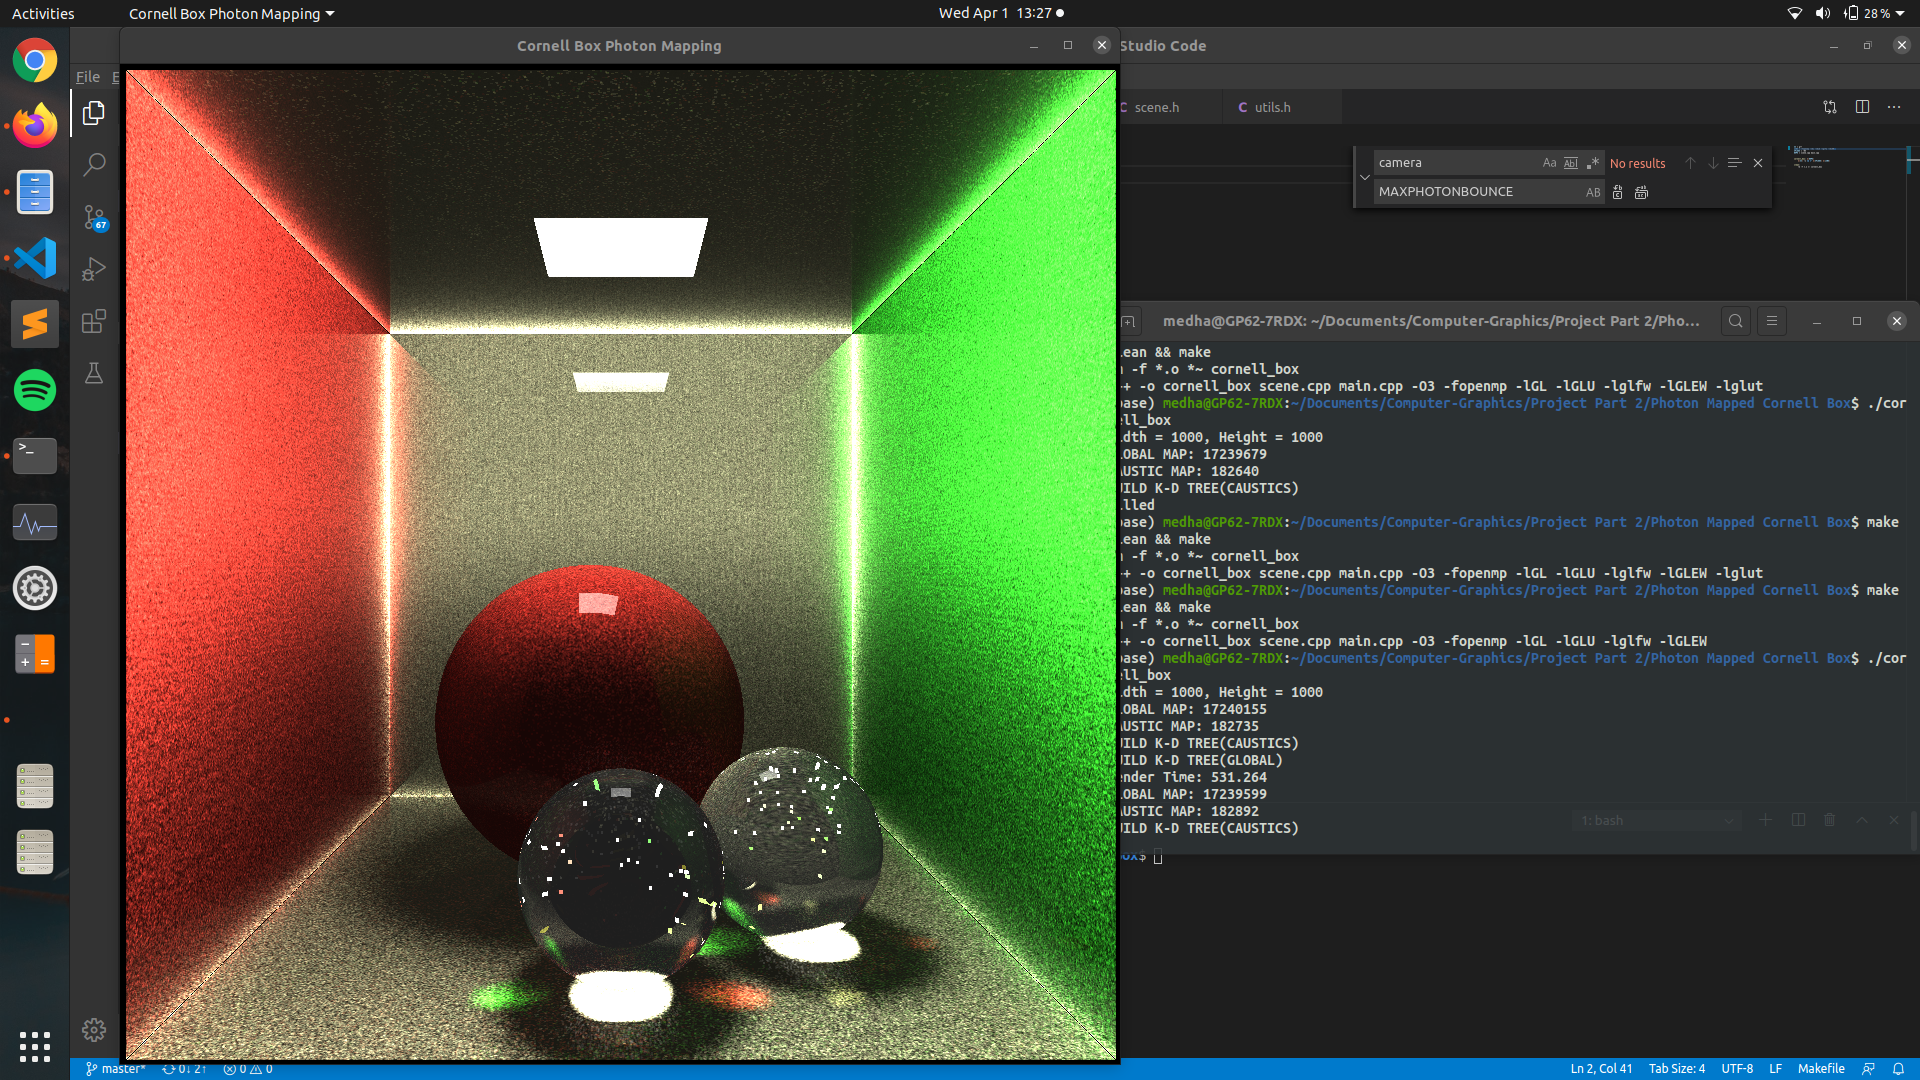 Activities
Cornell Box Photon Mapping
Wed Apr 1 13:27
28 %
Cornell Box Photon Mapping
Studio Code
File E
scene.h
utils.h
camera
Aa Abl .*
No results
MAXPHOTONBOUNCE
AB
67
medha@GP62-7RDX: ~/Documents/Computer-Graphics/Project Part 2/Pho...
ean && make
-f *.o *~ cornell_box
+ -o cornell_box scene.cpp main.cpp -O3 -fopenmp -lGL -lGLU -lglfw -lGLEW -lglut
base) medha@GP62-7RDX:~/Documents/Computer-Graphics/Project Part 2/Photon Mapped Cornell Box$ ./cor
ell_box
dth = 1000, Height = 1000
LOBAL MAP: 17239679
AUSTIC MAP: 182640
UILD K-D TREE(CAUSTICS)
lled
base) medha@GP62-7RDX:~/Documents/Computer-Graphics/Project Part 2/Photon Mapped Cornell Box$ make
ean && make
-f *.o *~ cornell_box
+ -o cornell_box scene.cpp main.cpp -O3 -fopenmp -lGL -lGLU -lglfw -lGLEW -lglut
base) medha@GP62-7RDX:~/Documents/Computer-Graphics/Project Part 2/Photon Mapped Cornell Box$ make
ean && make
-f *.o *~ cornell_box
+ -o cornell_box scene.cpp main.cpp -O3 -fopenmp -lGL -lGLU -lglfw -lGLEW
base) medha@GP62-7RDX:~/Documents/Computer-Graphics/Project Part 2/Photon Mapped Cornell Box$ ./cor
ell_box
dth = 1000, Height = 1000
LOBAL MAP: 17240155
AUSTIC MAP: 182735
UILD K-D TREE(CAUSTICS)
UILD K-D TREE(GLOBAL)
ender Time: 531.264
LOBAL MAP: 17239599
AUSTIC MAP: 182892
UILD K-D TREE(CAUSTICS)
1: bash
ox$
master*
0↓ 2↑
0
0
Ln 2, Col 41
Tab Size: 4
UTF-8
LF
Makefile